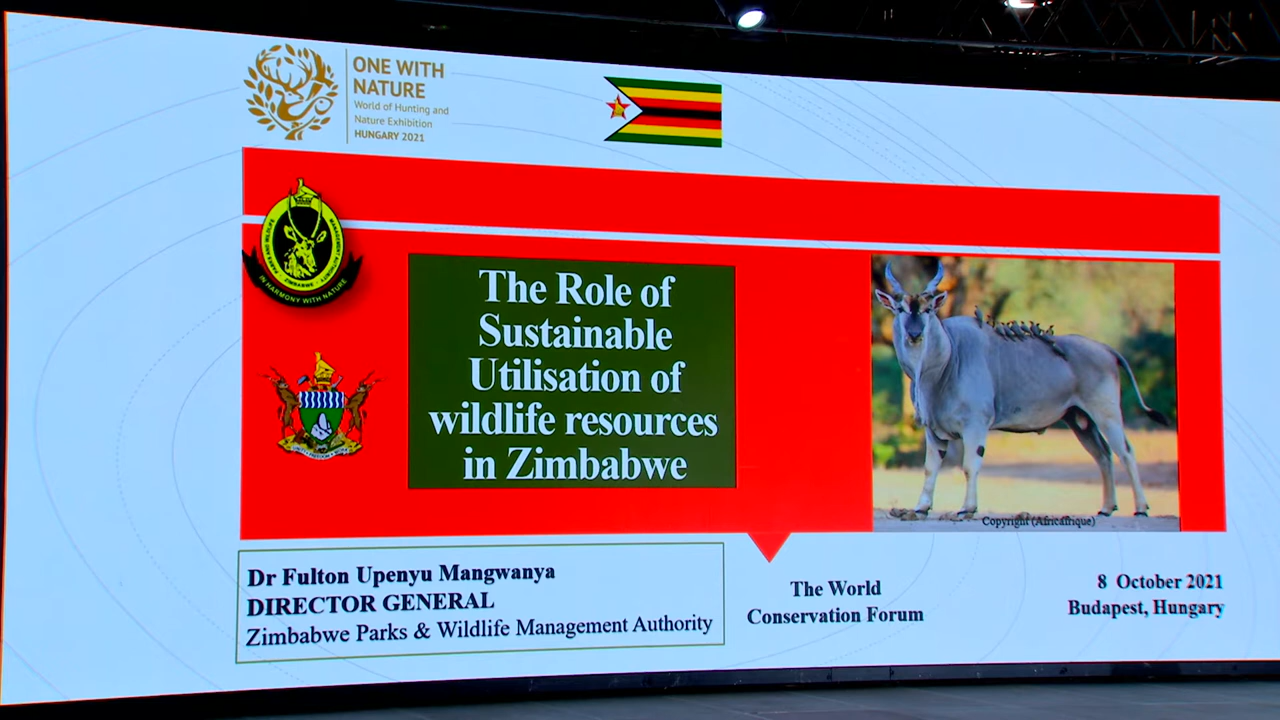 ONE WITH
NATURE
World of Hunting and
Nature Exhibition
HUNGARY 2021
ZIMBABWE
IN HARMONY WITH NATURE
The Role of
Sustainable
Utilisation of
wildlife resources
in Zimbabwe
Copyright (Africafrique)
Dr Fulton Upenyu Mangwanya
DIRECTOR GENERAL
Zimbabwe Parks & Wildlife Management Authority
The World
Conservation Forum
8 October 2021
Budapest, Hungary